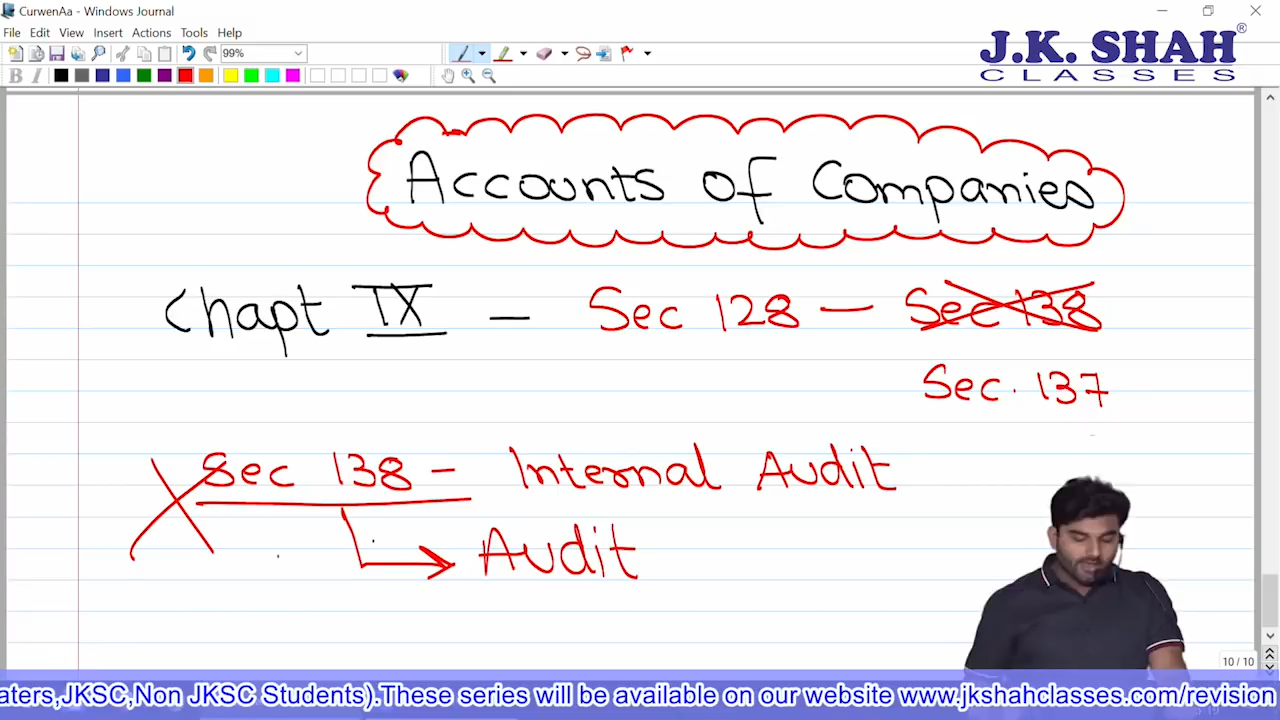 CurwenAa - Windows Journal
File Edit View Insert Actions Tools Help
99%
B I
J.K. SHAH®
CLASSES
Accounts of Companies
Chapt IX - Sec 128 - Sec 138
Sec. 137
Sec 138 - Internal Audit
Audit
10 / 10
aters,JKSC,Non JKSC Students).These series will be available on our website www.jkshahclasses.com/revision